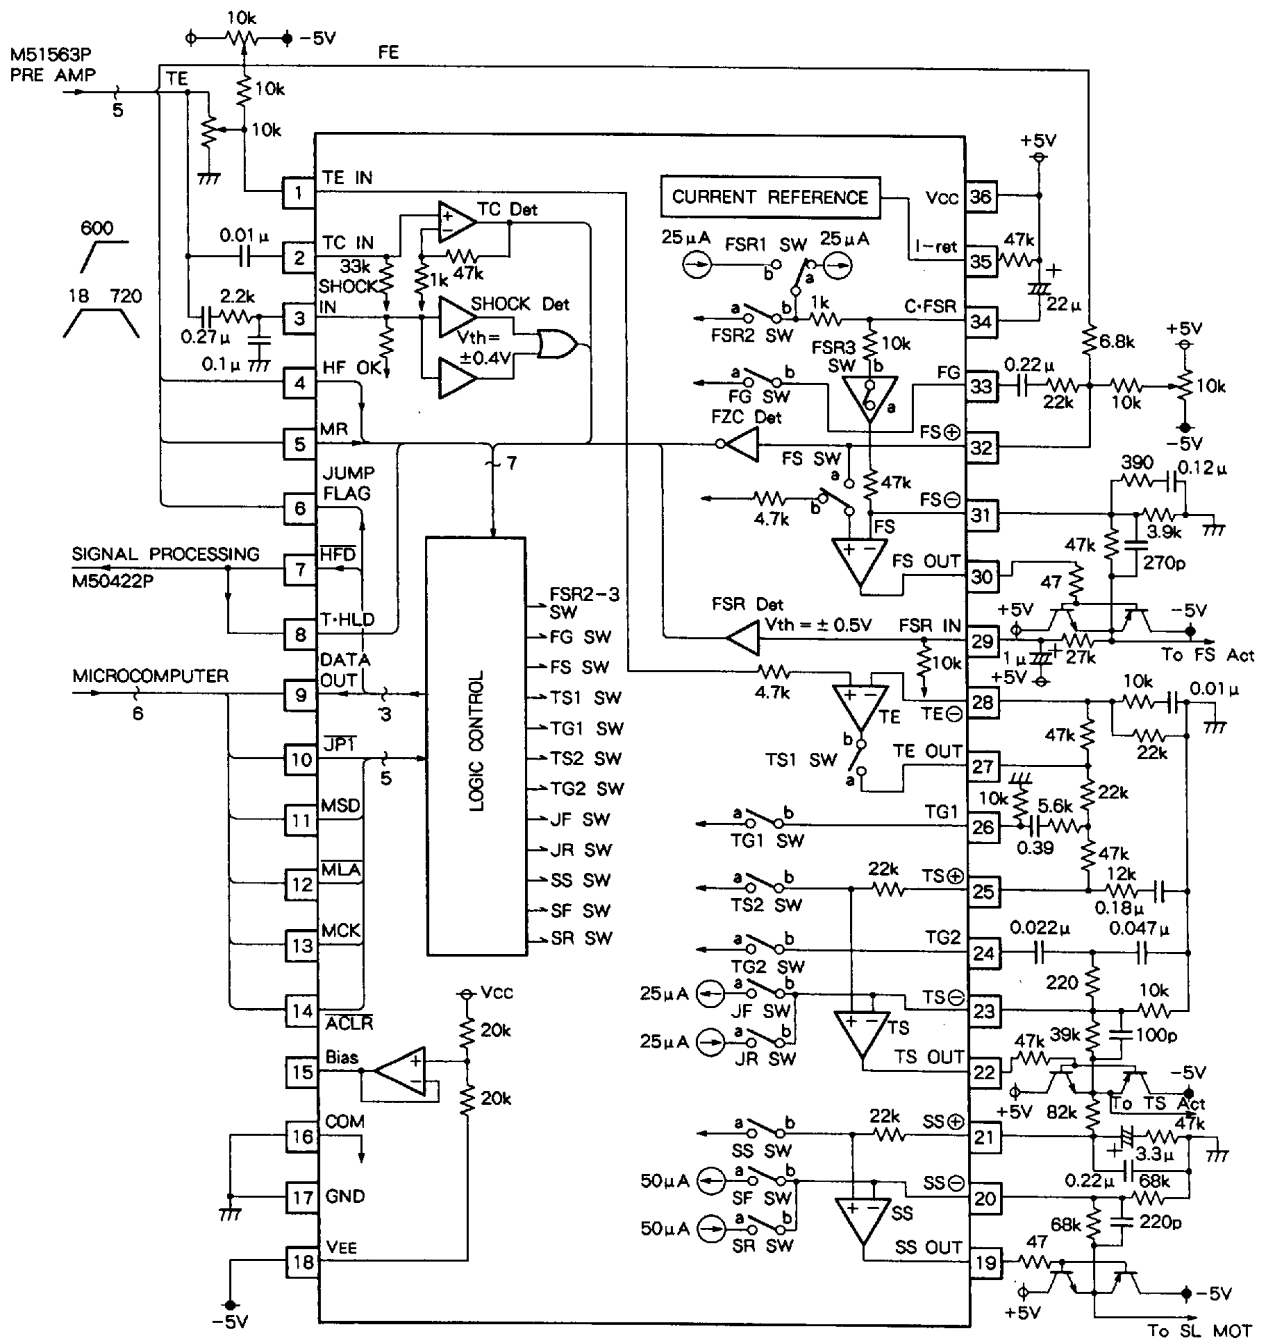 10k
-5V
M51563P
PRE AMP
TE
FE
5
10k
10k
+5V
1
TE IN
CURRENT REFERENCE
Vcc
36
TC Det
600
0.01µ
2
TC IN
33k
47k
1k
SHOCK
25µA
FSR1 SW
25µA
b
a
I-ret
35
47k
+
18 720
2.2k
3
IN
SHOCK Det
Vth=
±0.4V
a b
FSR2 SW
1k
C·FSR
34
22µ
0.27µ
0.1µ
FSR3
SW
10k
b
a
6.8k
+5V
4
HF OK
a b
FG SW
FG
33
0.22µ
22k
10k
10k
-5V
5
MR
FZC Det
FS⊕
32
7
JUMP
FLAG
6
FS SW
a
b
47k
4.7k
FS
FS⊖
31
390
0.12µ
3.9k
47k
270p
SIGNAL PROCESSING
M50422P
7
HFD
+ −
FS OUT
30
47
8
T·HLD
FSR Det
Vth=±0.5V
FSR IN
29
+5V
-5V
1µ
+
27k
+5V
To FS Act
MICROCOMPUTER
6
DATA
OUT
9
3
10k
4.7k
+ −
TE
TE⊖
28
10k
0.01µ
47k
22k
10
JP1
5
LOGIC CONTROL
FSR2-3
SW
FG SW
FS SW
TS1 SW
TG1 SW
TS2 SW
TG2 SW
JF SW
JR SW
SS SW
SF SW
SR SW
TS1 SW
b
a
TE OUT
27
22k
11
MSD
a b
TG1 SW
TG1
26
10k
5.6k
0.39
47k
12
MLA
a b
TS2 SW
22k
TS⊕
25
12k
0.18µ
13
MCK
a b
TG2 SW
TG2
24
0.022µ
0.047µ
220
14
ACLR
25µA
a b
JF SW
TS⊖
23
10k
39k
100p
25µA
a b
JR SW
+ −
TS
TS OUT
22
47k
+5V
-5V
To TS Act
Vcc
20k
15
Bias
+
−
20k
82k
16
COM
a b
SS SW
22k
SS⊕
21
+
3.3µ
47k
0.22µ
17
GND
50µA
a b
SF SW
SS⊖
20
68k
68k
220p
50µA
a b
SR SW
+ −
SS
SS OUT
19
47
18
VEE
-5V
+5V
-5V
To SL MOT